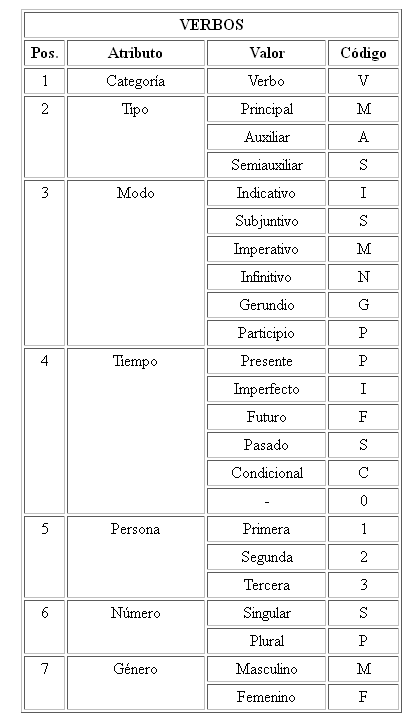 VERBOS
Pos. Atributo Valor Código
1 Categoría Verbo V
2 Tipo Principal M
Auxiliar A
Semiauxiliar S
3 Modo Indicativo I
Subjuntivo S
Imperativo M
Infinitivo N
Gerundio G
Participio P
4 Tiempo Presente P
Imperfecto I
Futuro F
Pasado S
Condicional C
- 0
5 Persona Primera 1
Segunda 2
Tercera 3
6 Número Singular S
Plural P
7 Género Masculino M
Femenino F